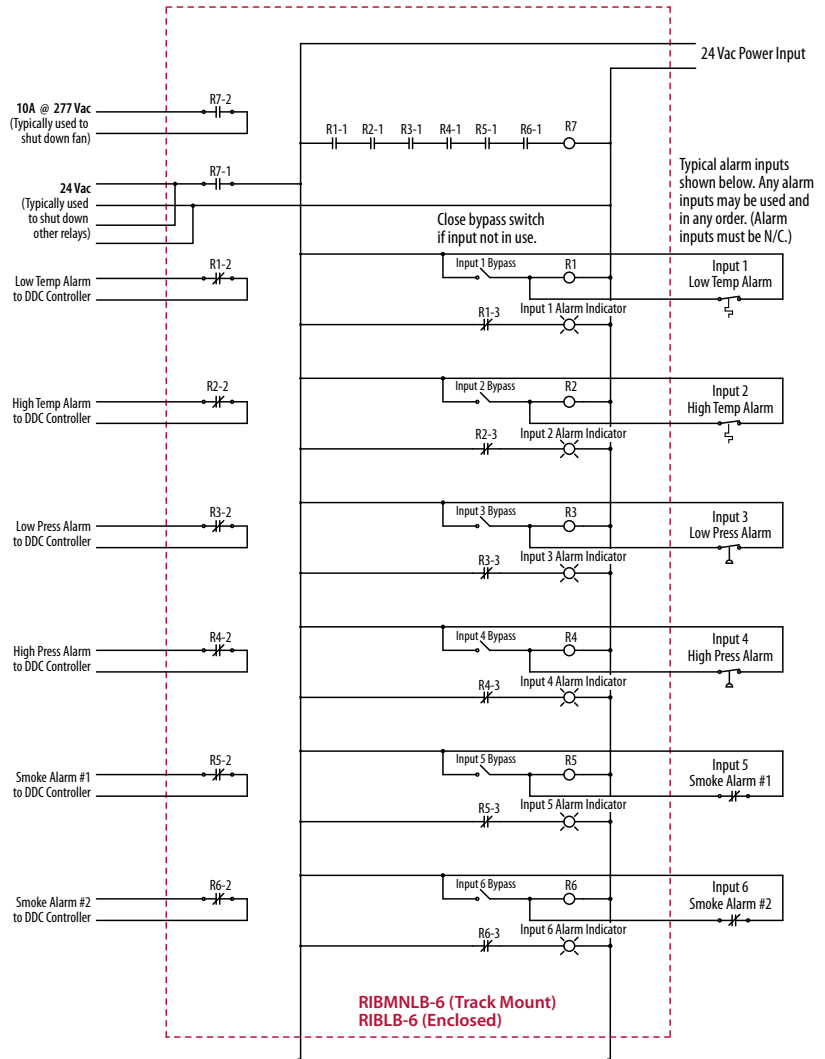 24 Vac Power Input
R7-2
10A @ 277 Vac
(Typically used to
shut down fan)
R1-1 R2-1 R3-1 R4-1 R5-1 R6-1 R7
R7-1
24 Vac
(Typically used
to shut down
other relays)
Typical alarm inputs
shown below. Any alarm
inputs may be used and
in any order. (Alarm
inputs must be N/C.)
Close bypass switch
if input not in use.
R1-2
Low Temp Alarm
to DDC Controller
Input 1 Bypass
R1
Input 1
Low Temp Alarm
R1-3
Input 1 Alarm Indicator
R2-2
High Temp Alarm
to DDC Controller
Input 2 Bypass
R2
Input 2
High Temp Alarm
R2-3
Input 2 Alarm Indicator
R3-2
Low Press Alarm
to DDC Controller
Input 3 Bypass
R3
Input 3
Low Press Alarm
R3-3
Input 3 Alarm Indicator
R4-2
High Press Alarm
to DDC Controller
Input 4 Bypass
R4
Input 4
High Press Alarm
R4-3
Input 4 Alarm Indicator
R5-2
Smoke Alarm #1
to DDC Controller
Input 5 Bypass
R5
Input 5
Smoke Alarm #1
R5-3
Input 5 Alarm Indicator
R6-2
Smoke Alarm #2
to DDC Controller
Input 6 Bypass
R6
Input 6
Smoke Alarm #2
R6-3
Input 6 Alarm Indicator
RIBMNLB-6 (Track Mount)
RIBLB-6 (Enclosed)